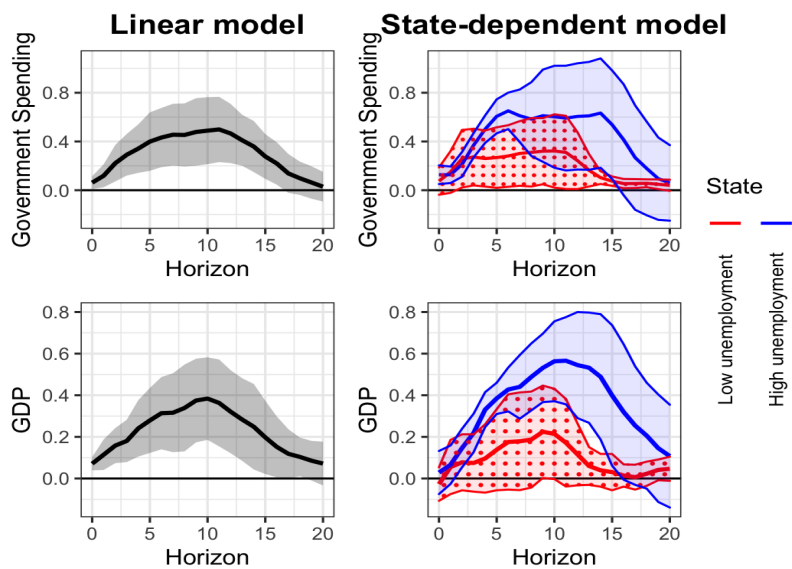 Linear model
State-dependent model
Government Spending
0.8
0.4
0.0
0 5 10 15 20
Horizon
Government Spending
0.8
0.4
0.0
0 5 10 15 20
Horizon
State
Low unemployment
High unemployment
GDP
0.8
0.6
0.4
0.2
0.0
0 5 10 15 20
Horizon
GDP
0.8
0.6
0.4
0.2
0.0
0 5 10 15 20
Horizon